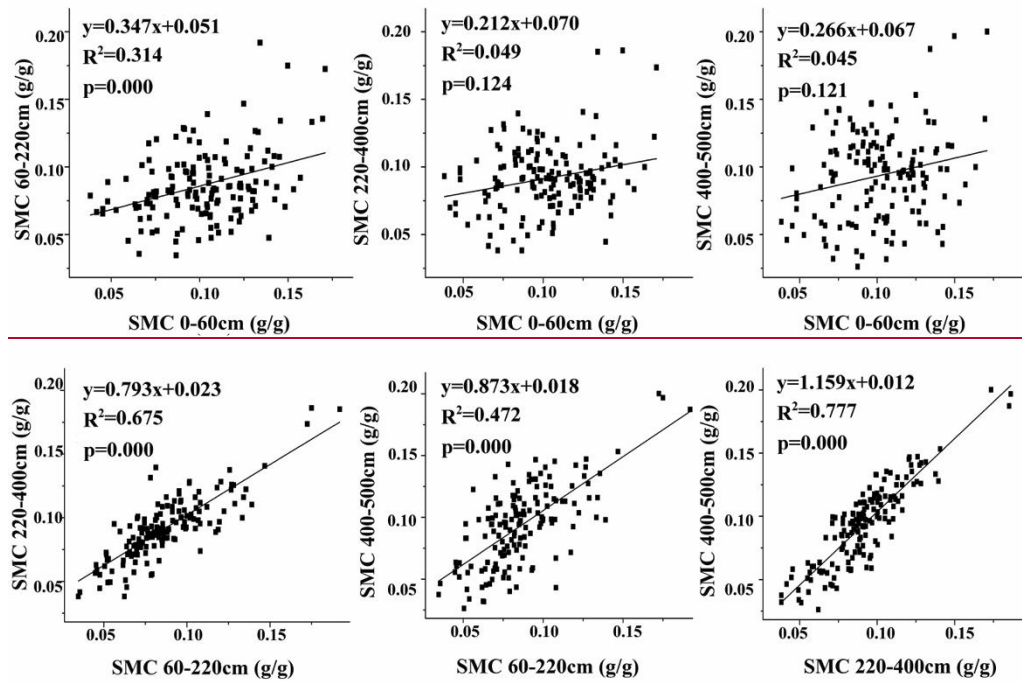 y=0.347x+0.051
R²=0.314
p=0.000
0.20
0.15
0.10
0.05
SMC 60-220cm (g/g)
0.05 0.10 0.15
SMC 0-60cm (g/g)
y=0.212x+0.070
R²=0.049
p=0.124
0.20
0.15
0.10
0.05
SMC 220-400cm (g/g)
0.05 0.10 0.15
SMC 0-60cm (g/g)
y=0.266x+0.067
R²=0.045
p=0.121
0.20
0.15
0.10
0.05
SMC 400-500cm (g/g)
0.05 0.10 0.15
SMC 0-60cm (g/g)
y=0.793x+0.023
R²=0.675
p=0.000
0.20
0.15
0.10
0.05
SMC 220-400cm (g/g)
0.05 0.10 0.15
SMC 60-220cm (g/g)
y=0.873x+0.018
R²=0.472
p=0.000
0.20
0.15
0.10
0.05
SMC 400-500cm (g/g)
0.05 0.10 0.15
SMC 60-220cm (g/g)
y=1.159x+0.012
R²=0.777
p=0.000
0.20
0.15
0.10
0.05
SMC 400-500cm (g/g)
0.05 0.10 0.15
SMC 220-400cm (g/g)